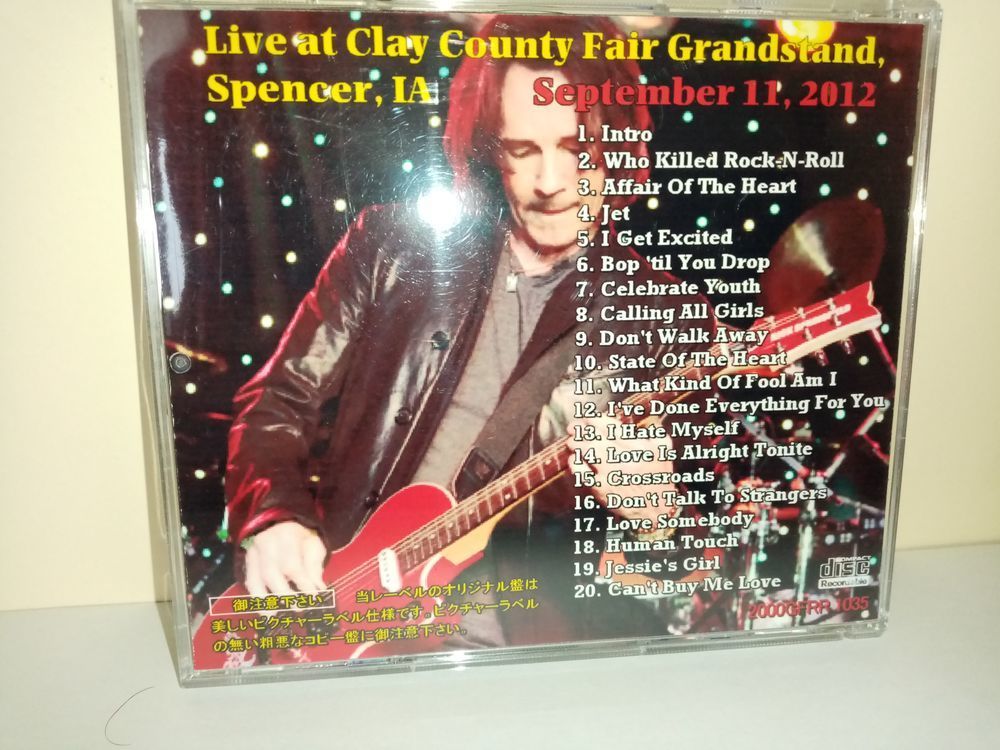 Live at Clay County Fair Grandstand,
Spencer, IA September 11, 2012
1. Intro
2. Who Killed Rock-N-Roll
3. Affair Of The Heart
4. Jet
5. I Get Excited
6. Bop 'til You Drop
7. Celebrate Youth
8. Calling All Girls
9. Don't Walk Away
10. State Of The Heart
11. What Kind Of Fool Am I
12. I've Done Everything For You
13. I Hate Myself
14. Love Is Alright Tonite
15. Crossroads
16. Don't Talk To Strangers
17. Love Somebody
18. Human Touch
19. Jessie's Girl
20. Can't Buy Me Love
COMPACT
disc
Recordable
2000GFRR 1035
御注意下さい 当レーベルのオリジナル盤は
美しいピクチャーラベル仕様です。ピクチャーラベル
の無い粗悪なコピー盤に御注意下さい。